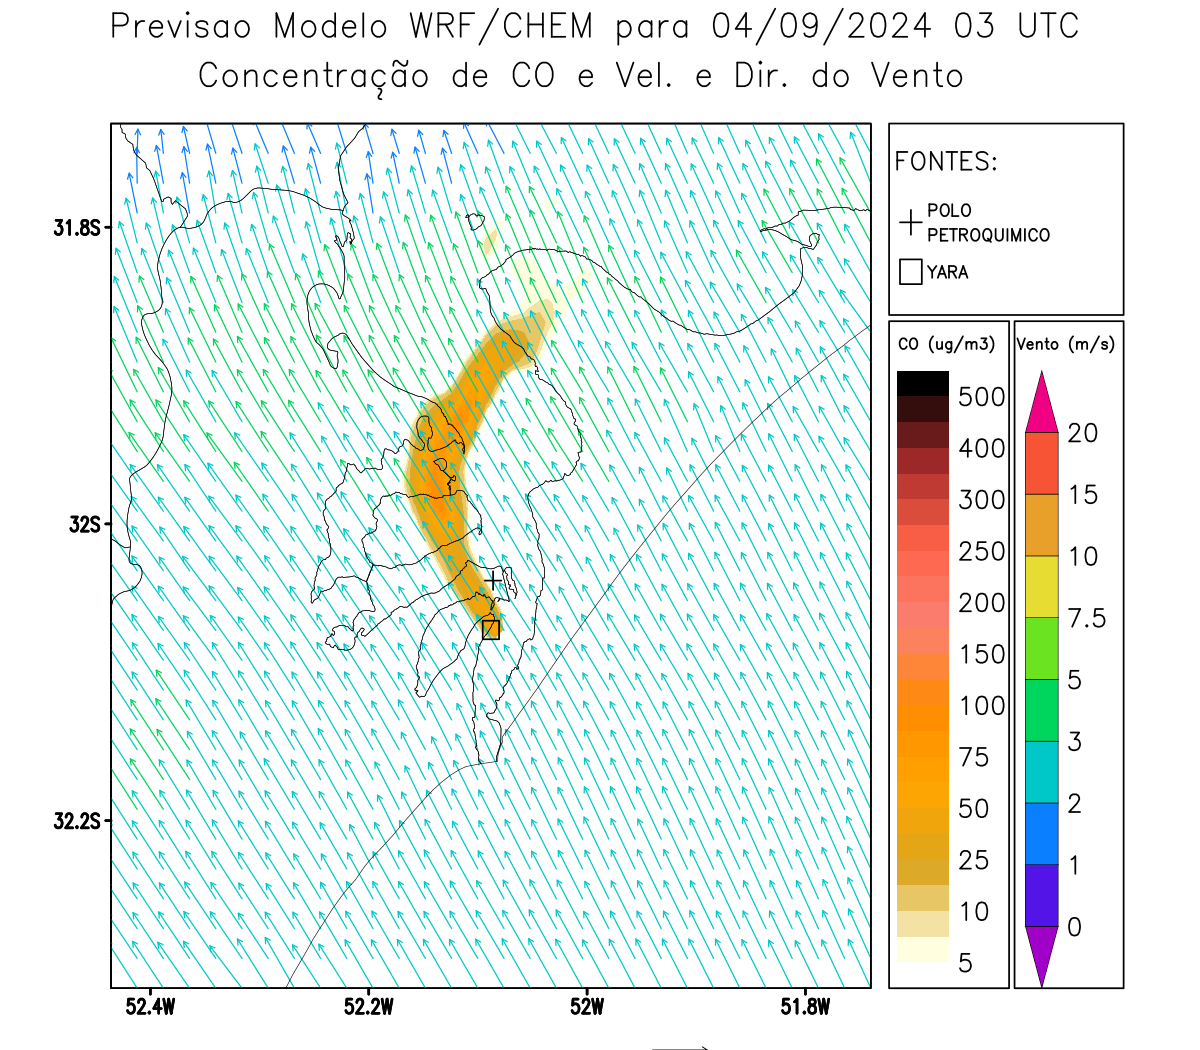 Previsao Modelo WRF/CHEM para 04/09/2024 03 UTC
Concentração de CO e Vel. e Dir. do Vento
FONTES:
POLO
PETROQUIMICO
YARA
CO (ug/m3)
500
400
300
250
200
150
100
75
50
25
10
5
Vento (m/s)
20
15
10
7.5
5
3
2
1
0
31.8S
32S
32.2S
52.4W
52.2W
52W
51.8W